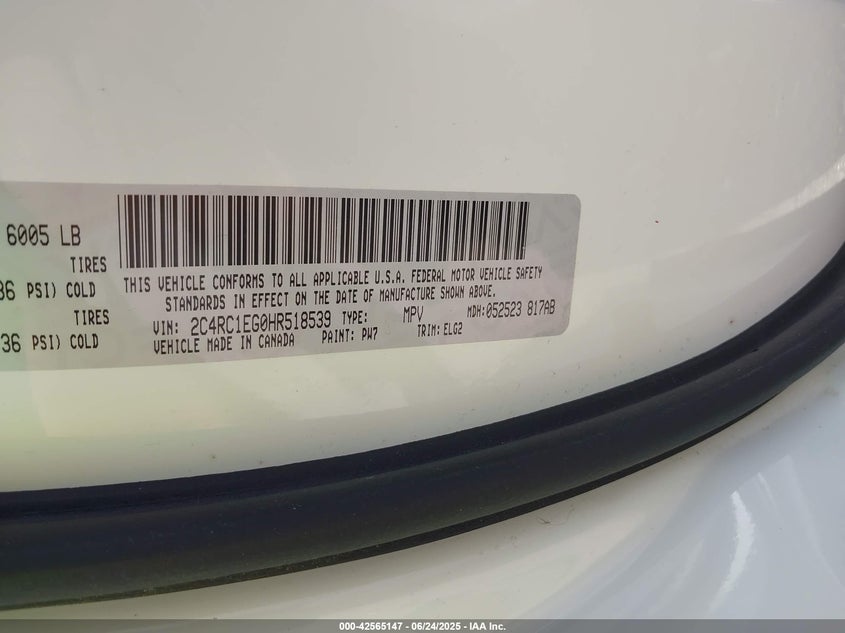 6005 LB
TIRES
36 PSI) COLD
TIRES
36 PSI) COLD
THIS VEHICLE CONFORMS TO ALL APPLICABLE U.S.A. FEDERAL MOTOR VEHICLE SAFETY
STANDARDS IN EFFECT ON THE DATE OF MANUFACTURE SHOWN ABOVE.
VIN: 2C4RC1EG0HR518539 TYPE: MPV MDH: 052523 817AB
VEHICLE MADE IN CANADA PAINT: PW7 TRIM: ELG2
000-42565147 - 06/24/2025 - IAA Inc.